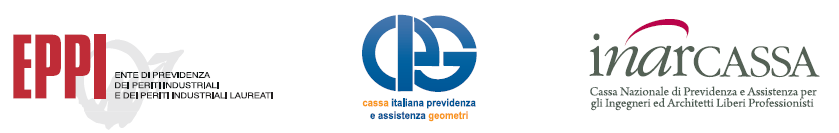 EPPI
ENTE DI PREVIDENZA
DEI PERITI INDUSTRIALI
E DEI PERITI INDUSTRIALI LAUREATI
CIPAG
cassa italiana previdenza
e assistenza geometri
inarCASSA
Cassa Nazionale di Previdenza e Assistenza per
gli Ingegneri ed Architetti Liberi Professionisti